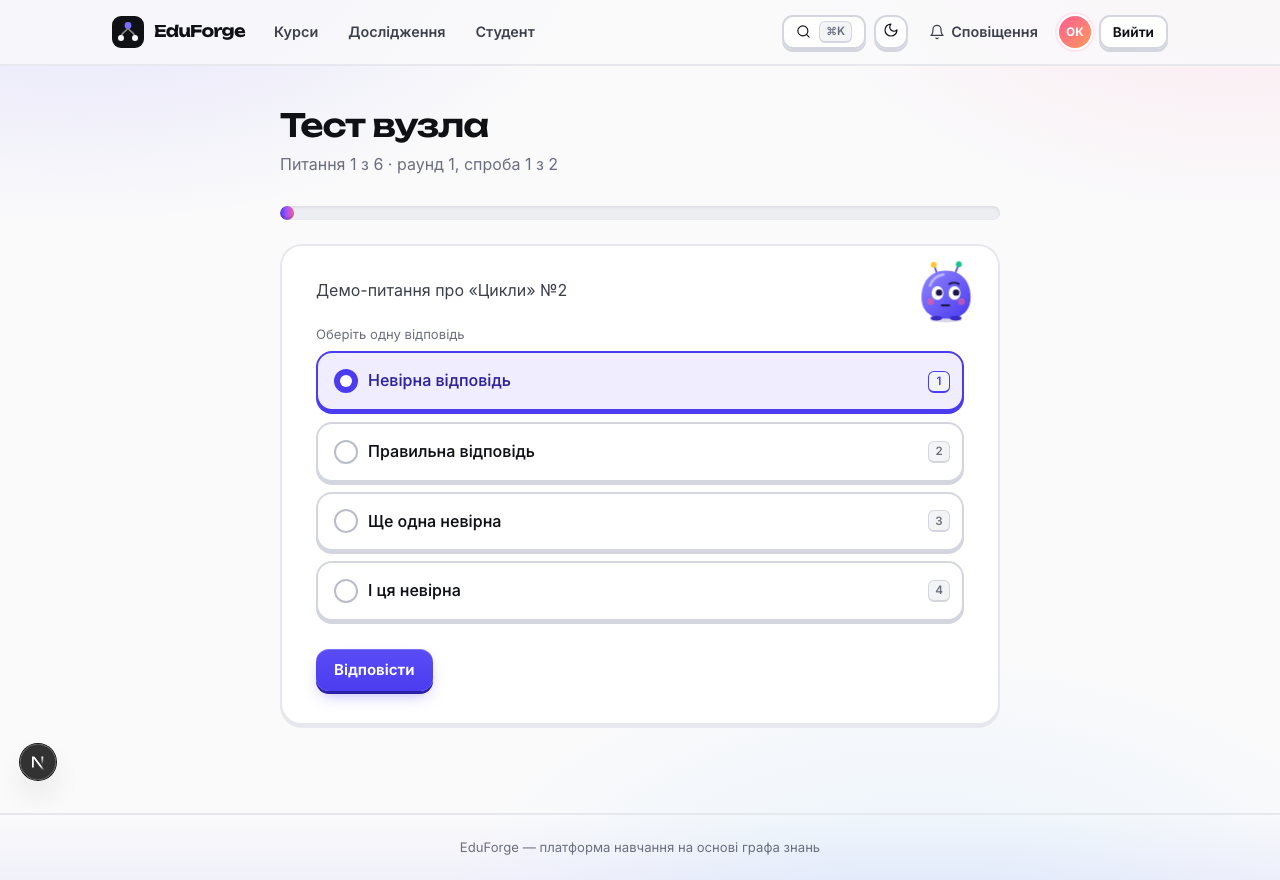 EduForge Курси Дослідження Студент ⌘K Сповіщення ОК Вийти
Тест вузла
Питання 1 з 6 · раунд 1, спроба 1 з 2
Демо-питання про «Цикли» №2
Оберіть одну відповідь
Невірна відповідь 1
Правильна відповідь 2
Ще одна невірна 3
І ця невірна 4
Відповісти
N
EduForge — платформа навчання на основі графа знань